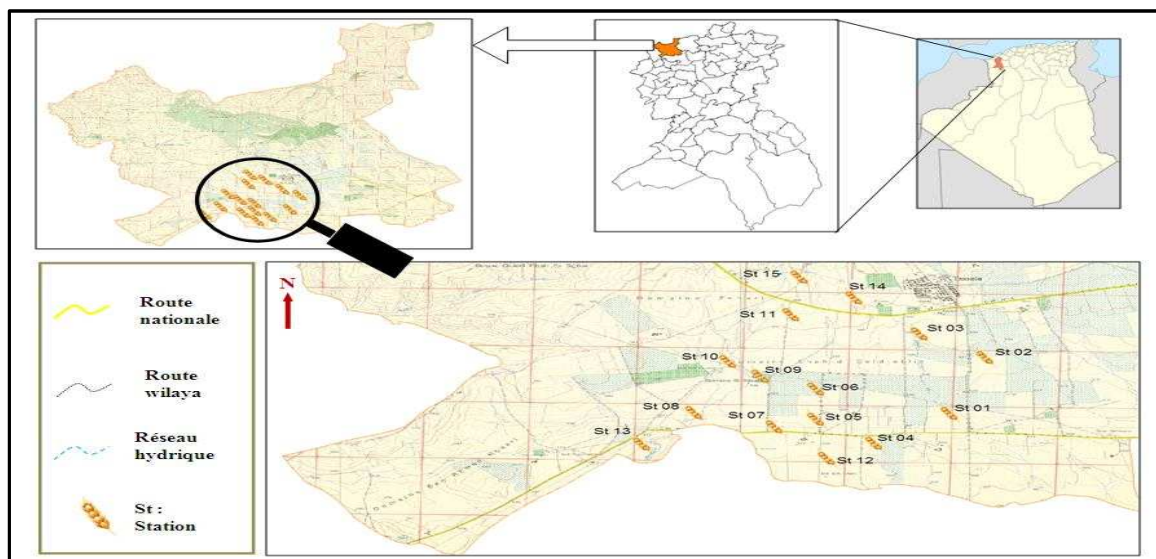 Route
nationale
Route
wilaya
Réseau
hydrique
St :
Station
N
St 15
St 14
St 11
St 03
St 02
St 10
St 09
St 06
St 08
St 07
St 05
St 01
St 13
St 04
St 12